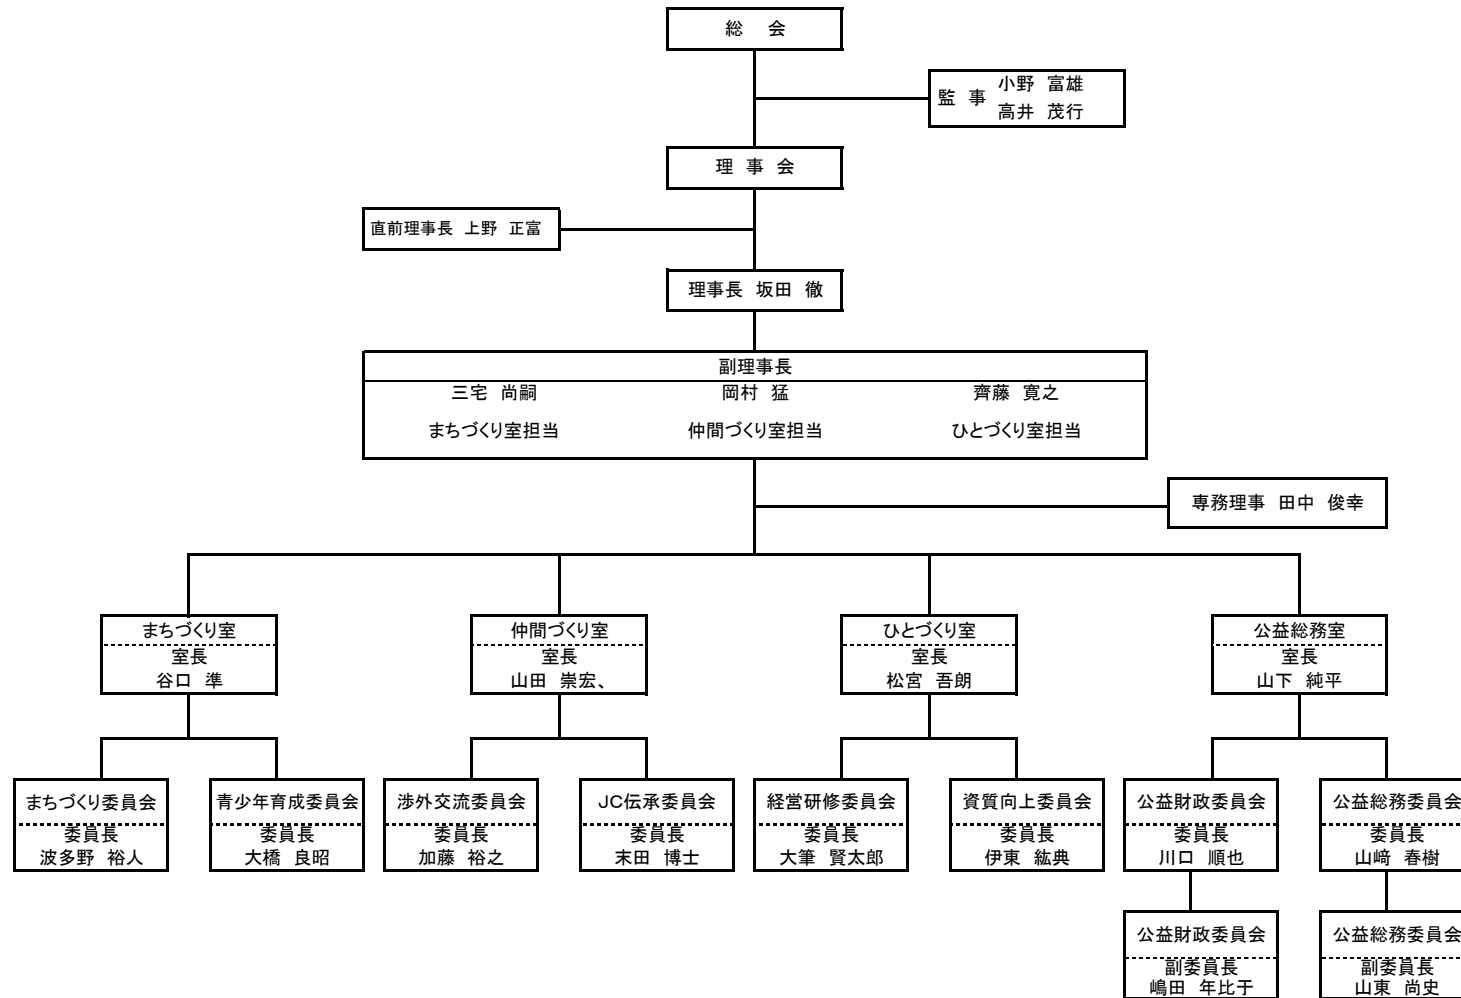 総 会
監 事
小野 富雄
高井 茂行
理 事 会
直前理事長 上野 正富
理事長 坂田 徹
副理事長
三宅 尚嗣 岡村 猛 齊藤 寛之
まちづくり室担当 仲間づくり室担当 ひとづくり室担当
専務理事 田中 俊幸
まちづくり室
室長
谷口 準
仲間づくり室
室長
山田 崇宏、
ひとづくり室
室長
松宮 吾朗
公益総務室
室長
山下 純平
まちづくり委員会
委員長
波多野 裕人
青少年育成委員会
委員長
大橋 良昭
渉外交流委員会
委員長
加藤 裕之
JC伝承委員会
委員長
末田 博士
経営研修委員会
委員長
大筆 賢太郎
資質向上委員会
委員長
伊東 紘典
公益財政委員会
委員長
川口 順也
公益総務委員会
委員長
山﨑 春樹
公益財政委員会
副委員長
嶋田 年比于
公益総務委員会
副委員長
山東 尚史